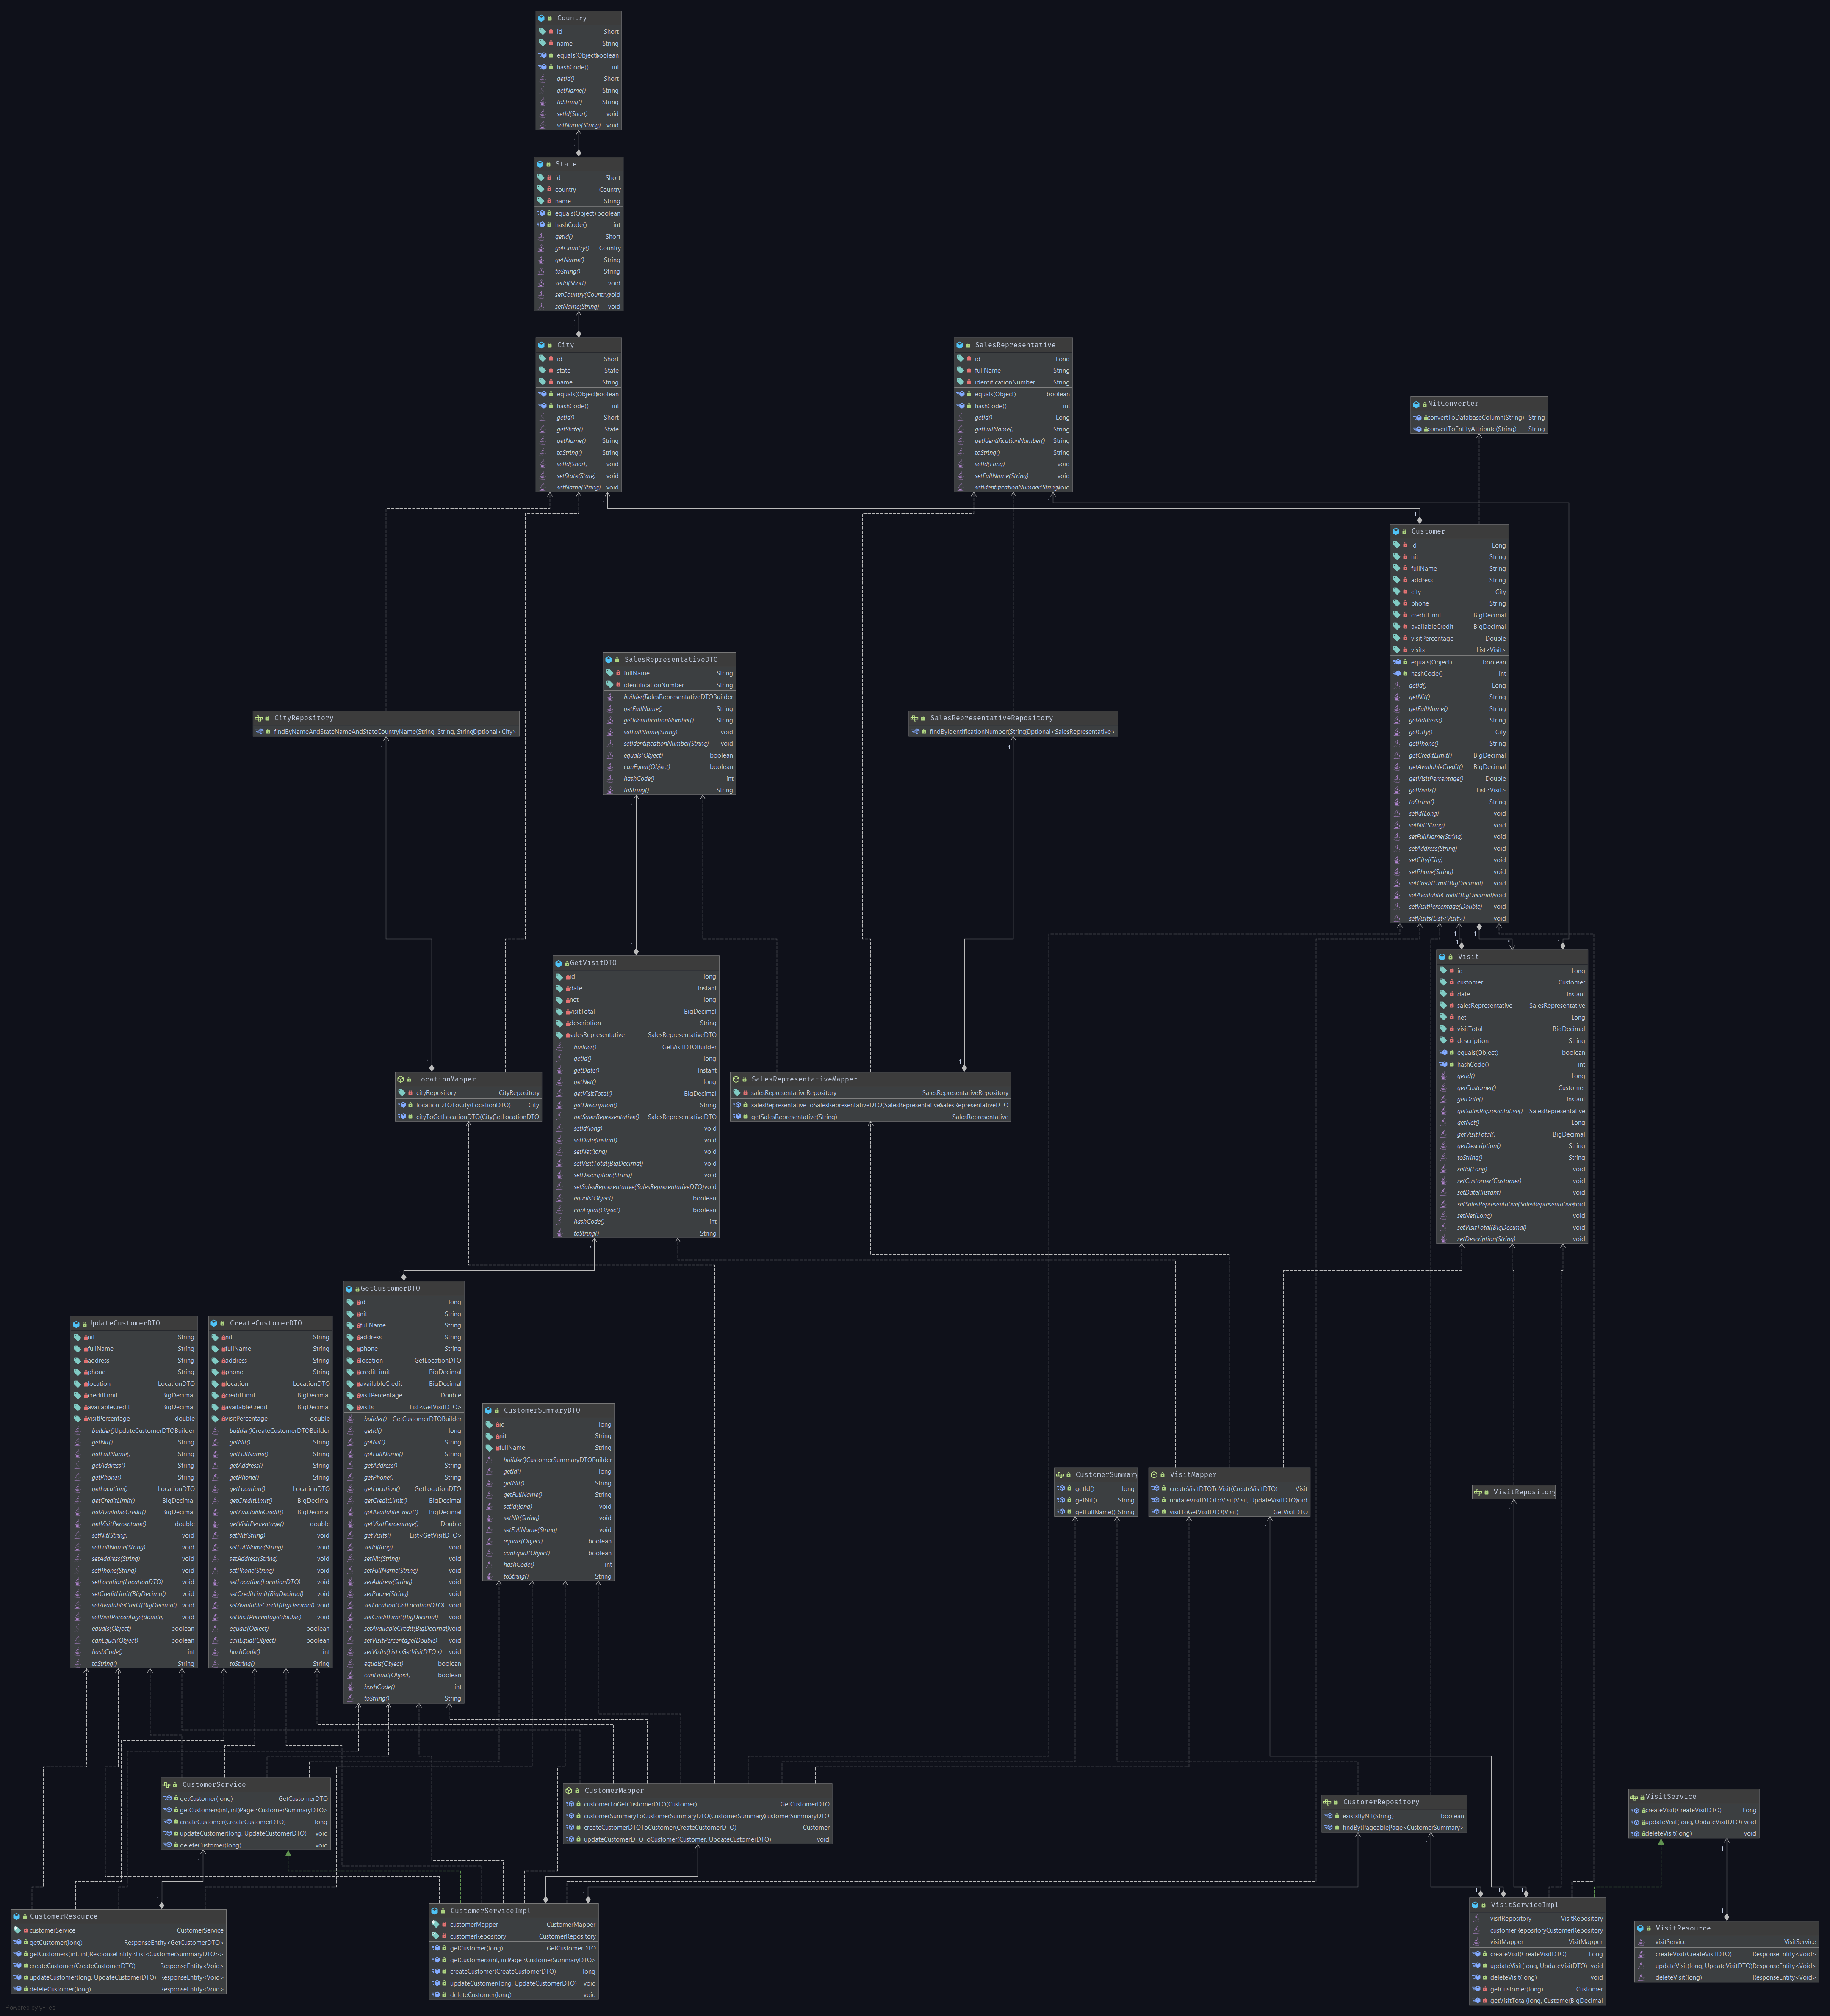 Country
id Short
name String
equals(Object) boolean
hashCode() int
getId() Short
getName() String
toString() String
setId(Short) void
setName(String) void
1
1
State
id Short
country Country
name String
equals(Object) boolean
hashCode() int
getId() Short
getCountry() Country
getName() String
toString() String
setId(Short) void
setCountry(Country) void
setName(String) void
1
1
City
id Short
state State
name String
equals(Object) boolean
hashCode() int
getId() Short
getState() State
getName() String
toString() String
setId(Short) void
setState(State) void
setName(String) void
SalesRepresentative
id Long
fullName String
identificationNumber String
equals(Object) boolean
hashCode() int
getId() Long
getFullName() String
getIdentificationNumber() String
toString() String
setId(Long) void
setFullName(String) void
setIdentificationNumber(String) void
NitConverter
convertToDatabaseColumn(String) String
convertToEntityAttribute(String) String
Customer
id Long
nit String
fullName String
address String
city City
phone String
creditLimit BigDecimal
availableCredit BigDecimal
visitPercentage Double
visits List<Visit>
equals(Object) boolean
hashCode() int
getId() Long
getNit() String
getFullName() String
getAddress() String
getCity() City
getPhone() String
getCreditLimit() BigDecimal
getAvailableCredit() BigDecimal
getVisitPercentage() Double
getVisits() List<Visit>
toString() String
setId(Long) void
setNit(String) void
setFullName(String) void
setAddress(String) void
setCity(City) void
setPhone(String) void
setCreditLimit(BigDecimal) void
setAvailableCredit(BigDecimal) void
setVisitPercentage(Double) void
setVisits(List<Visit>) void
SalesRepresentativeDTO
fullName String
identificationNumber String
builder() SalesRepresentativeDTOBuilder
getFullName() String
getIdentificationNumber() String
setFullName(String) void
setIdentificationNumber(String) void
equals(Object) boolean
canEqual(Object) boolean
hashCode() int
toString() String
CityRepository
findByNameAndStateNameAndStateCountryName(String, String, String) Optional<City>
SalesRepresentativeRepository
findByIdentificationNumber(String) Optional<SalesRepresentative>
GetVisitDTO
id long
date Instant
net long
visitTotal BigDecimal
description String
salesRepresentative SalesRepresentativeDTO
builder() GetVisitDTOBuilder
getId() long
getDate() Instant
getNet() long
getVisitTotal() BigDecimal
getDescription() String
getSalesRepresentative() SalesRepresentativeDTO
setId(long) void
setDate(Instant) void
setNet(long) void
setVisitTotal(BigDecimal) void
setDescription(String) void
setSalesRepresentative(SalesRepresentativeDTO) void
equals(Object) boolean
canEqual(Object) boolean
hashCode() int
toString() String
Visit
id Long
customer Customer
date Instant
salesRepresentative SalesRepresentative
net Long
visitTotal BigDecimal
description String
equals(Object) boolean
hashCode() int
getId() Long
getCustomer() Customer
getDate() Instant
getSalesRepresentative() SalesRepresentative
getNet() Long
getVisitTotal() BigDecimal
getDescription() String
toString() String
setId(Long) void
setCustomer(Customer) void
setDate(Instant) void
setSalesRepresentative(SalesRepresentative) void
setNet(Long) void
setVisitTotal(BigDecimal) void
setDescription(String) void
LocationMapper
cityRepository CityRepository
locationDTOToCity(LocationDTO) City
cityToGetLocationDTO(City) GetLocationDTO
SalesRepresentativeMapper
salesRepresentativeRepository SalesRepresentativeRepository
salesRepresentativeToSalesRepresentativeDTO(SalesRepresentative) SalesRepresentativeDTO
getSalesRepresentative(String) SalesRepresentative
UpdateCustomerDTO
nit String
fullName String
address String
phone String
location LocationDTO
creditLimit BigDecimal
availableCredit BigDecimal
visitPercentage double
builder() UpdateCustomerDTOBuilder
getNit() String
getFullName() String
getAddress() String
getPhone() String
getLocation() LocationDTO
getCreditLimit() BigDecimal
getAvailableCredit() BigDecimal
getVisitPercentage() double
setNit(String) void
setFullName(String) void
setAddress(String) void
setPhone(String) void
setLocation(LocationDTO) void
setCreditLimit(BigDecimal) void
setAvailableCredit(BigDecimal) void
setVisitPercentage(double) void
equals(Object) boolean
canEqual(Object) boolean
hashCode() int
toString() String
CreateCustomerDTO
nit String
fullName String
address String
phone String
location LocationDTO
creditLimit BigDecimal
availableCredit BigDecimal
visitPercentage double
builder() CreateCustomerDTOBuilder
getNit() String
getFullName() String
getAddress() String
getPhone() String
getLocation() LocationDTO
getCreditLimit() BigDecimal
getAvailableCredit() BigDecimal
getVisitPercentage() double
setNit(String) void
setFullName(String) void
setAddress(String) void
setPhone(String) void
setLocation(LocationDTO) void
setCreditLimit(BigDecimal) void
setAvailableCredit(BigDecimal) void
setVisitPercentage(double) void
equals(Object) boolean
canEqual(Object) boolean
hashCode() int
toString() String
GetCustomerDTO
id long
nit String
fullName String
address String
phone String
location GetLocationDTO
creditLimit BigDecimal
availableCredit BigDecimal
visitPercentage Double
visits List<GetVisitDTO>
builder() GetCustomerDTOBuilder
getId() long
getNit() String
getFullName() String
getAddress() String
getPhone() String
getLocation() GetLocationDTO
getCreditLimit() BigDecimal
getAvailableCredit() BigDecimal
getVisitPercentage() Double
getVisits() List<GetVisitDTO>
setId(long) void
setNit(String) void
setFullName(String) void
setAddress(String) void
setPhone(String) void
setLocation(GetLocationDTO) void
setCreditLimit(BigDecimal) void
setAvailableCredit(BigDecimal) void
setVisitPercentage(Double) void
setVisits(List<GetVisitDTO>) void
equals(Object) boolean
canEqual(Object) boolean
hashCode() int
toString() String
CustomerSummaryDTO
id long
nit String
fullName String
builder() CustomerSummaryDTOBuilder
getId() long
getNit() String
getFullName() String
setId(long) void
setNit(String) void
setFullName(String) void
equals(Object) boolean
canEqual(Object) boolean
hashCode() int
toString() String
CustomerSummary
getId() long
getNit() String
getFullName() String
VisitMapper
createVisitDTOToVisit(CreateVisitDTO) Visit
updateVisitDTOToVisit(Visit, UpdateVisitDTO) void
visitToGetVisitDTO(Visit) GetVisitDTO
VisitRepository
CustomerService
getCustomer(long) GetCustomerDTO
getCustomers(int, int) Page<CustomerSummaryDTO>
createCustomer(CreateCustomerDTO) long
updateCustomer(long, UpdateCustomerDTO) void
deleteCustomer(long) void
CustomerMapper
customerToGetCustomerDTO(Customer) GetCustomerDTO
customerSummaryToCustomerSummaryDTO(CustomerSummary) CustomerSummaryDTO
createCustomerDTOToCustomer(CreateCustomerDTO) Customer
updateCustomerDTOToCustomer(Customer, UpdateCustomerDTO) void
CustomerRepository
existsByNit(String) boolean
findBy(Pageable) Page<CustomerSummary>
VisitService
createVisit(CreateVisitDTO) Long
updateVisit(long, UpdateVisitDTO) void
deleteVisit(long) void
CustomerResource
customerService CustomerService
getCustomer(long) ResponseEntity<GetCustomerDTO>
getCustomers(int, int) ResponseEntity<List<CustomerSummaryDTO>>
createCustomer(CreateCustomerDTO) ResponseEntity<Void>
updateCustomer(long, UpdateCustomerDTO) ResponseEntity<Void>
deleteCustomer(long) ResponseEntity<Void>
CustomerServiceImpl
customerMapper CustomerMapper
customerRepository CustomerRepository
getCustomer(long) GetCustomerDTO
getCustomers(int, int) Page<CustomerSummaryDTO>
createCustomer(CreateCustomerDTO) long
updateCustomer(long, UpdateCustomerDTO) void
deleteCustomer(long) void
VisitServiceImpl
visitRepository VisitRepository
customerRepository CustomerRepository
visitMapper VisitMapper
createVisit(CreateVisitDTO) Long
updateVisit(long, UpdateVisitDTO) void
deleteVisit(long) void
getCustomer(long) Customer
getVisitTotal(long, Customer) BigDecimal
VisitResource
visitService VisitService
createVisit(CreateVisitDTO) ResponseEntity<Void>
updateVisit(long, UpdateVisitDTO) ResponseEntity<Void>
deleteVisit(long) ResponseEntity<Void>
Powered by yFiles